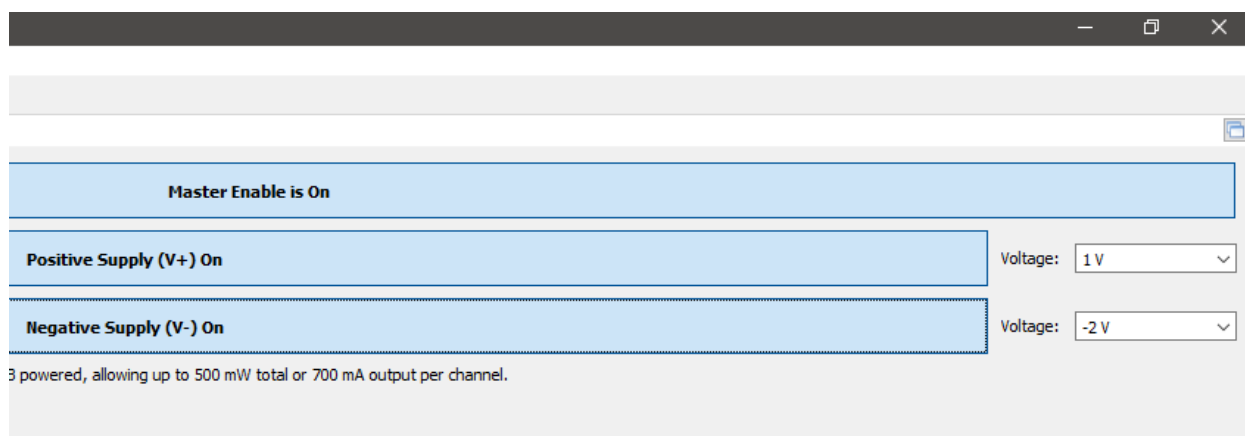 Master Enable is On
Positive Supply (V+) On Voltage: 1 V
Negative Supply (V-) On Voltage: -2 V
powered, allowing up to 500 mW total or 700 mA output per channel.